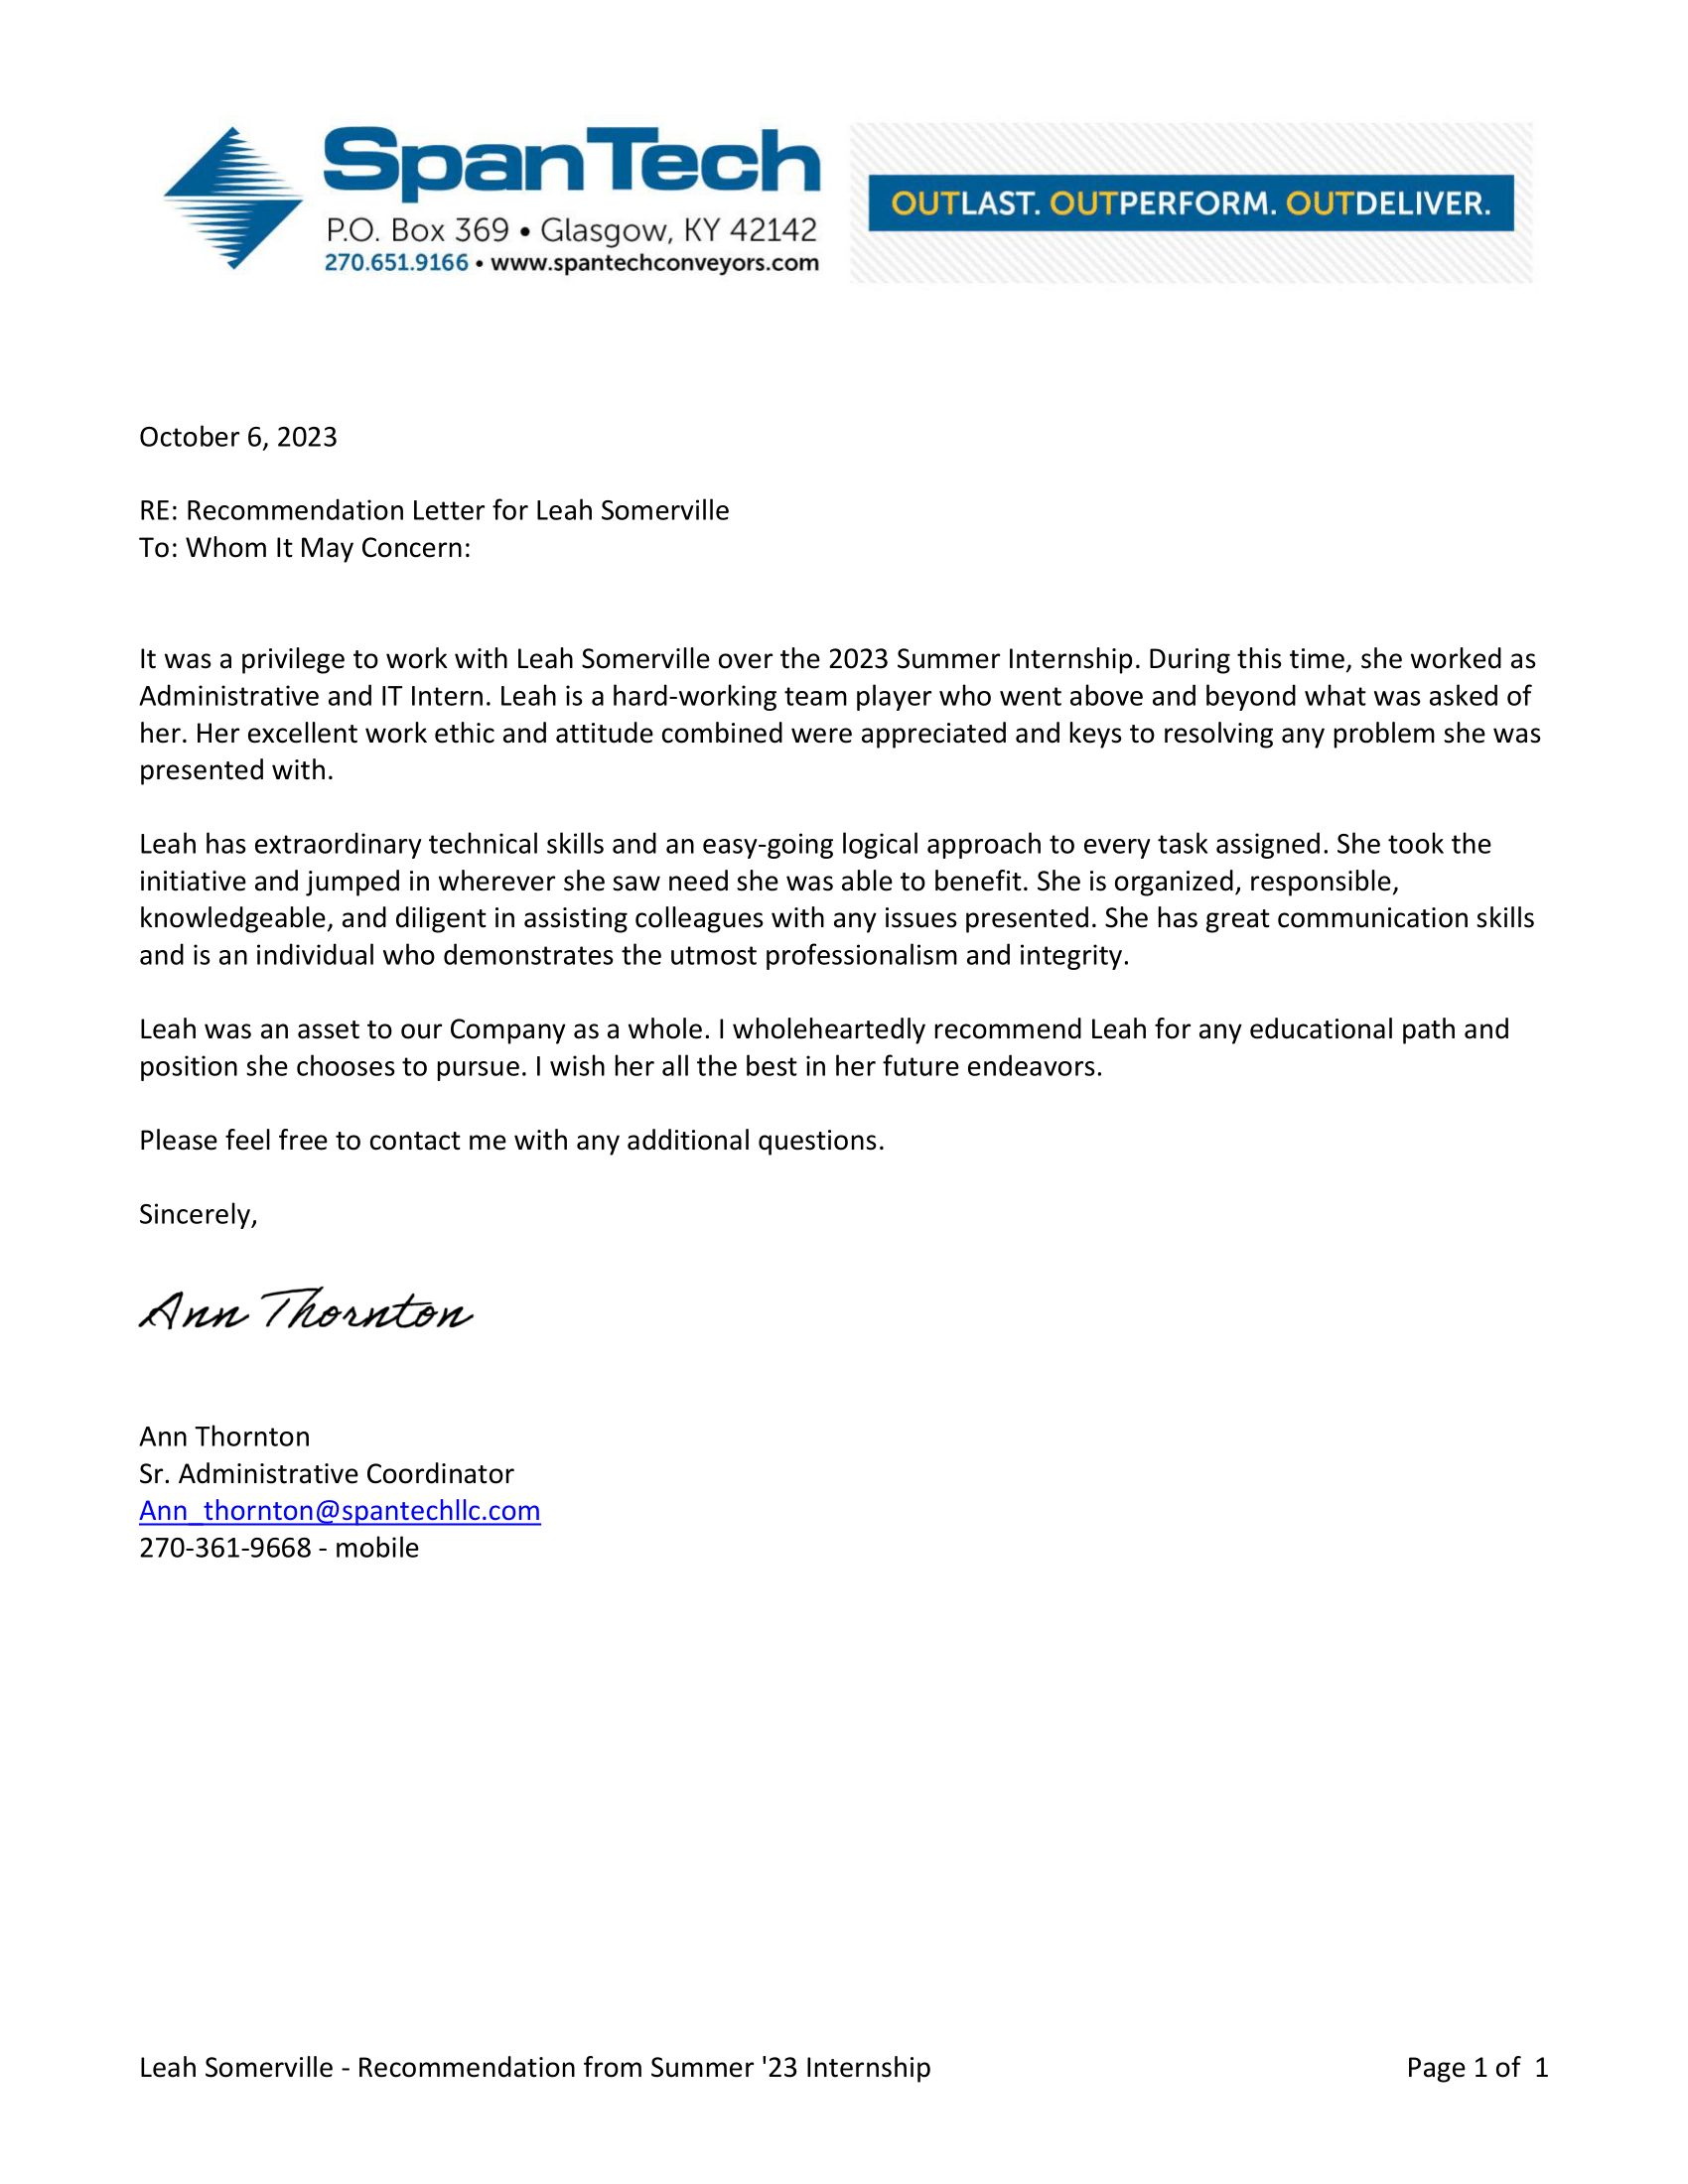 SpanTech
P.O. Box 369 • Glasgow, KY 42142
270.651.9166 • www.spantechconveyors.com
OUTLAST. OUTPERFORM. OUTDELIVER.
October 6, 2023
RE: Recommendation Letter for Leah Somerville
To: Whom It May Concern:
It was a privilege to work with Leah Somerville over the 2023 Summer Internship. During this time, she worked as
Administrative and IT Intern. Leah is a hard-working team player who went above and beyond what was asked of
her. Her excellent work ethic and attitude combined were appreciated and keys to resolving any problem she was
presented with.
Leah has extraordinary technical skills and an easy-going logical approach to every task assigned. She took the
initiative and jumped in wherever she saw need she was able to benefit. She is organized, responsible,
knowledgeable, and diligent in assisting colleagues with any issues presented. She has great communication skills
and is an individual who demonstrates the utmost professionalism and integrity.
Leah was an asset to our Company as a whole. I wholeheartedly recommend Leah for any educational path and
position she chooses to pursue. I wish her all the best in her future endeavors.
Please feel free to contact me with any additional questions.
Sincerely,
Ann Thornton
Ann Thornton
Sr. Administrative Coordinator
Ann_thornton@spantechllc.com
270-361-9668 - mobile
Leah Somerville - Recommendation from Summer '23 Internship
Page 1 of 1